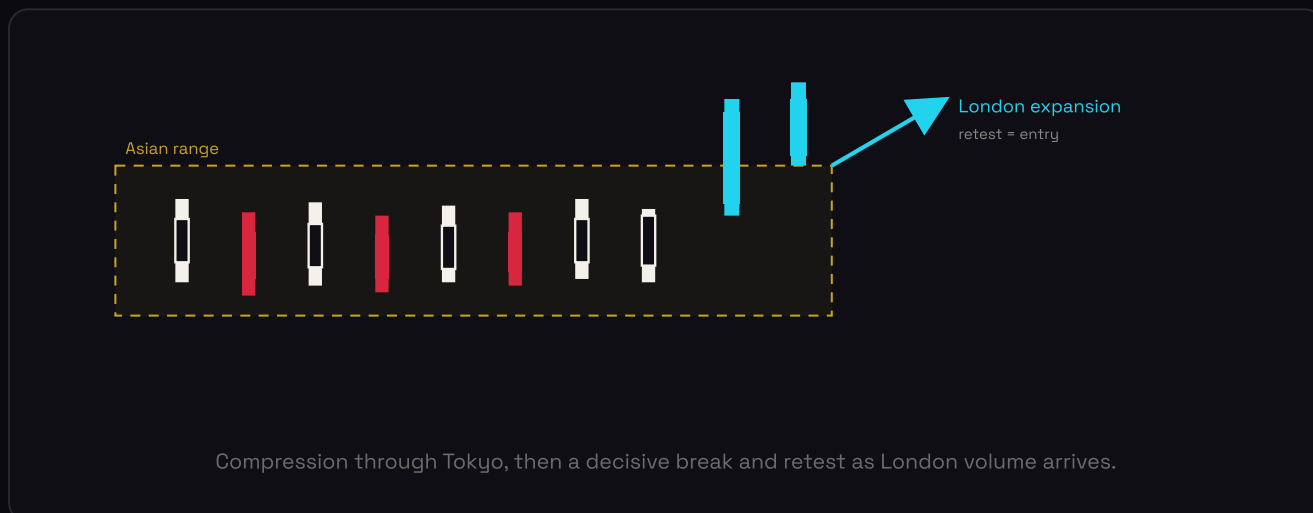 London expansion
retest = entry
Asian range
Compression through Tokyo, then a decisive break and retest as London volume arrives.